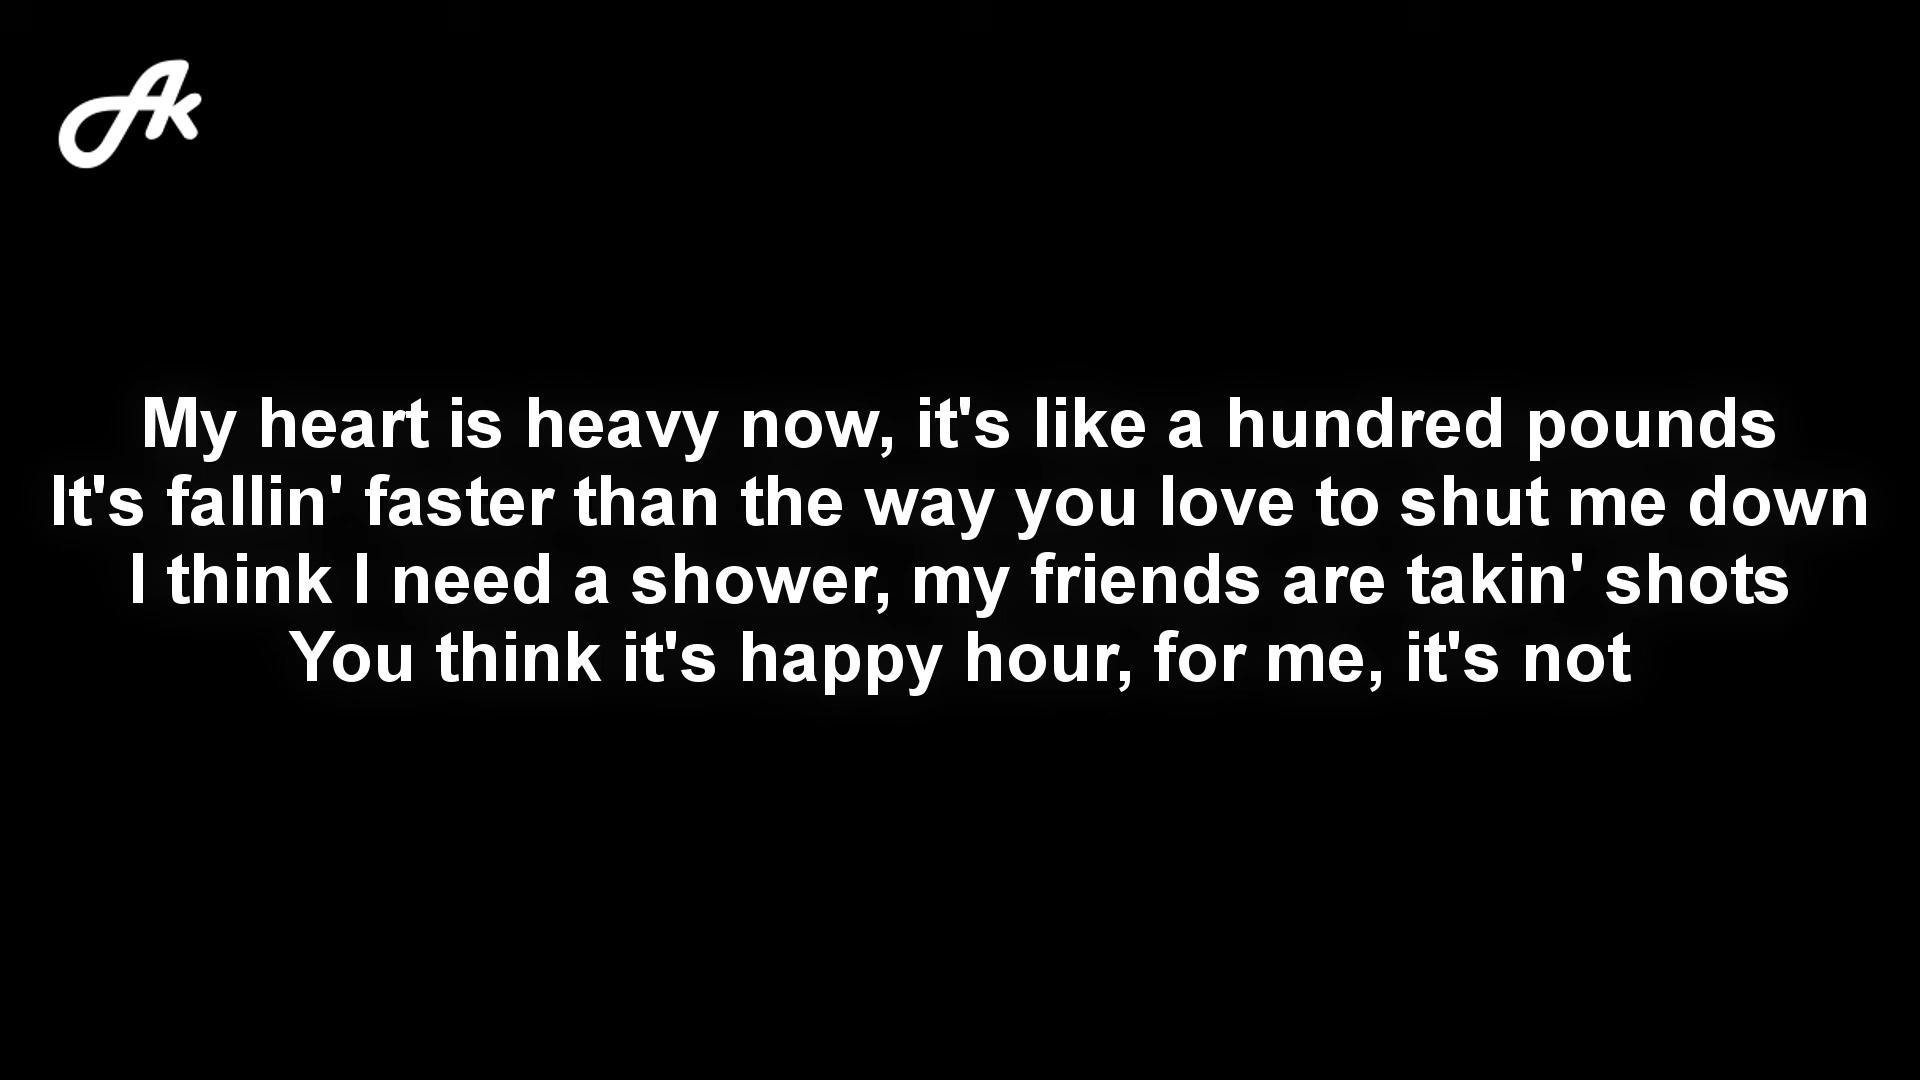 Ak
My heart is heavy now, it's like a hundred pounds
It's fallin' faster than the way you love to shut me down
I think I need a shower, my friends are takin' shots
You think it's happy hour, for me, it's not